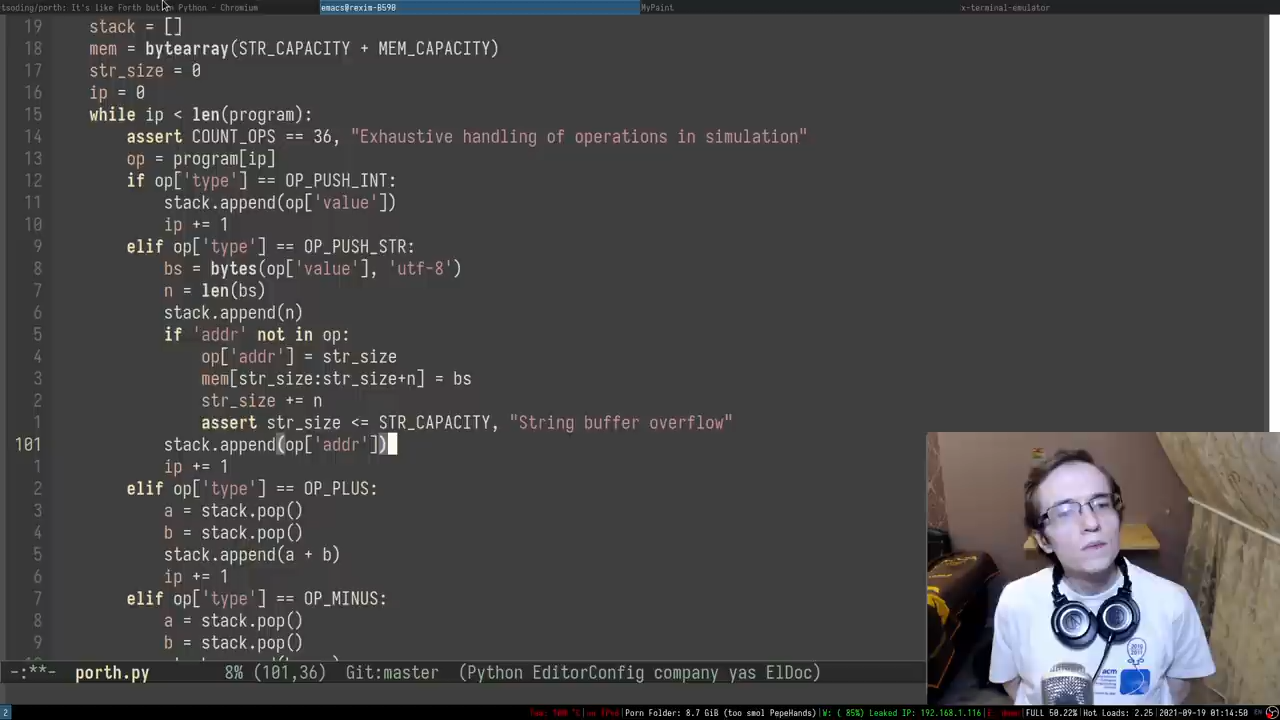 tsoding/porth: It's like Forth but in Python - Chromium emacs@rexim-B590 MyPaint x-terminal-emulator
19 stack = []
18 mem = bytearray(STR_CAPACITY + MEM_CAPACITY)
17 str_size = 0
16 ip = 0
15 while ip < len(program):
14 assert COUNT_OPS == 36, "Exhaustive handling of operations in simulation"
13 op = program[ip]
12 if op['type'] == OP_PUSH_INT:
11 stack.append(op['value'])
10 ip += 1
9 elif op['type'] == OP_PUSH_STR:
8 bs = bytes(op['value'], 'utf-8')
7 n = len(bs)
6 stack.append(n)
5 if 'addr' not in op:
4 op['addr'] = str_size
3 mem[str_size:str_size+n] = bs
2 str_size += n
1 assert str_size <= STR_CAPACITY, "String buffer overflow"
101 stack.append(op['addr'])
1 ip += 1
2 elif op['type'] == OP_PLUS:
3 a = stack.pop()
4 b = stack.pop()
5 stack.append(a + b)
6 ip += 1
7 elif op['type'] == OP_MINUS:
8 a = stack.pop()
9 b = stack.pop()
-:**- porth.py 8% (101,36) Git:master (Python EditorConfig company yas ElDoc)
2 Porn Folder: 8.7 GiB (too smol PepeHands) W: ( 85%) Leaked IP: 192.168.1.116 FULL 50.22% Hot Loads: 2.25 2021-09-19 01:14:50